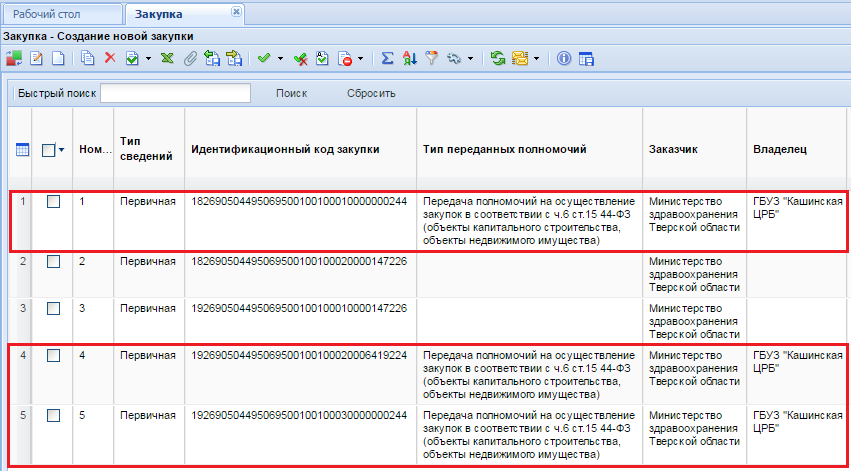 Рабочий стол
Закупка
Закупка - Создание новой закупки
Быстрый поиск
Поиск
Сбросить
Ном...
Тип
сведений
Идентификационный код закупки
Тип переданных полномочий
Заказчик
Владелец
1
1
Первичная
182690504495069500100100010000000244
Передача полномочий на осуществление
закупок в соответствии с ч.6 ст.15 44-ФЗ
(объекты капитального строительства,
объекты недвижимого имущества)
Министерство
здравоохранения
Тверской области
ГБУЗ "Кашинская
ЦРБ"
2
2
Первичная
182690504495069500100100020000147226
Министерство
здравоохранения
Тверской области
3
3
Первичная
192690504495069500100100010000147226
Министерство
здравоохранения
Тверской области
4
4
Первичная
192690504495069500100100020006419224
Передача полномочий на осуществление
закупок в соответствии с ч.6 ст.15 44-ФЗ
(объекты капитального строительства,
объекты недвижимого имущества)
Министерство
здравоохранения
Тверской области
ГБУЗ "Кашинская
ЦРБ"
5
5
Первичная
192690504495069500100100030000000244
Передача полномочий на осуществление
закупок в соответствии с ч.6 ст.15 44-ФЗ
(объекты капитального строительства,
объекты недвижимого имущества)
Министерство
здравоохранения
Тверской области
ГБУЗ "Кашинская
ЦРБ"